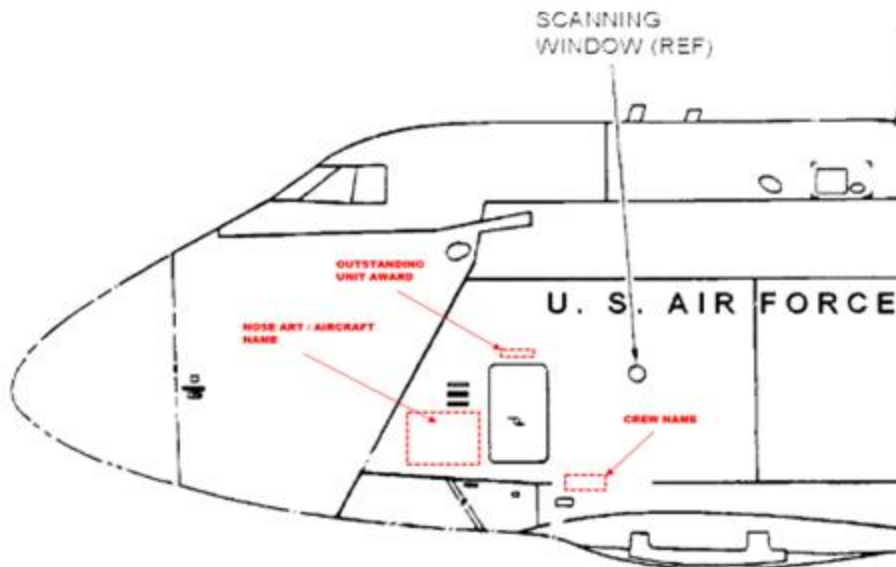 SCANNING
WINDOW (REF)
OUTSTANDING
UNIT AWARD
U. S. AIR FORCE
NOSE ART / AIRCRAFT
NAME
CREW NAME